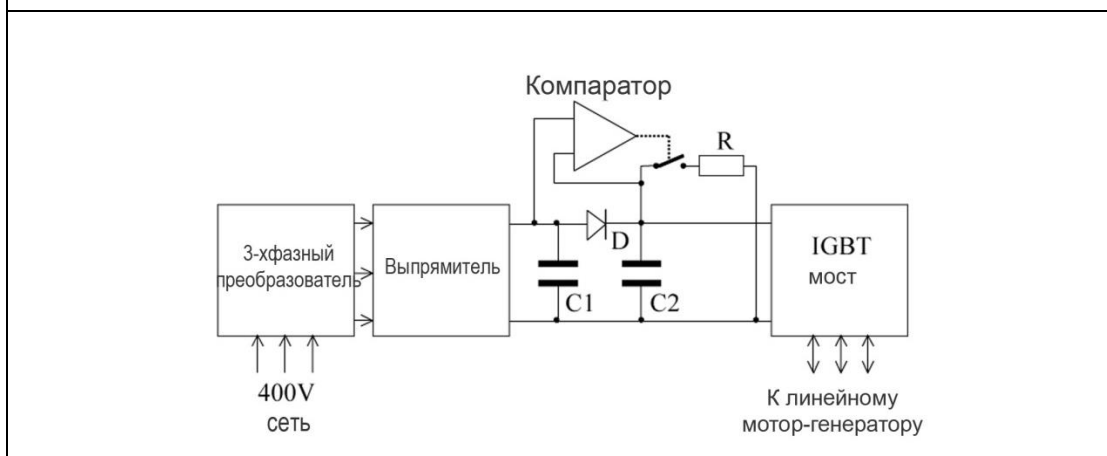 Компаратор
R
D
3-хфазный
преобразователь
Выпрямитель
C1
C2
IGBT
мост
400V
сеть
К линейному
мотор-генератору